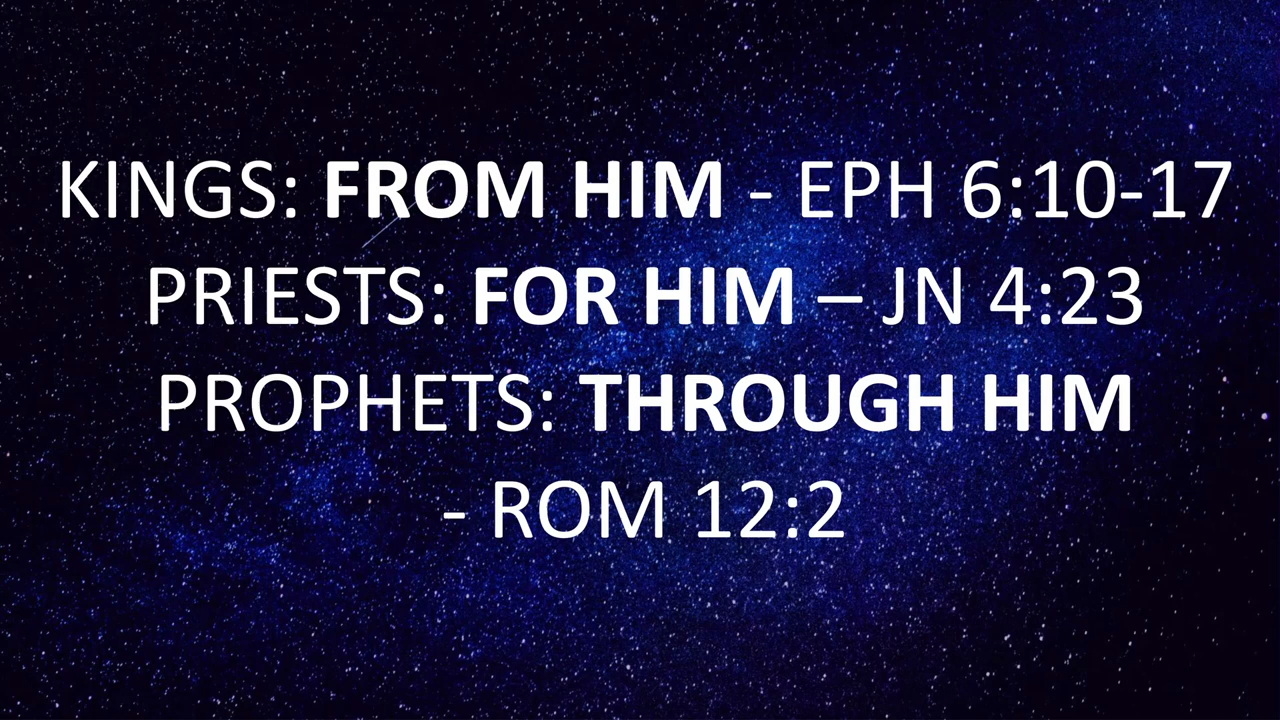 KINGS: FROM HIM - EPH 6:10-17
PRIESTS: FOR HIM – JN 4:23
PROPHETS: THROUGH HIM
- ROM 12:2